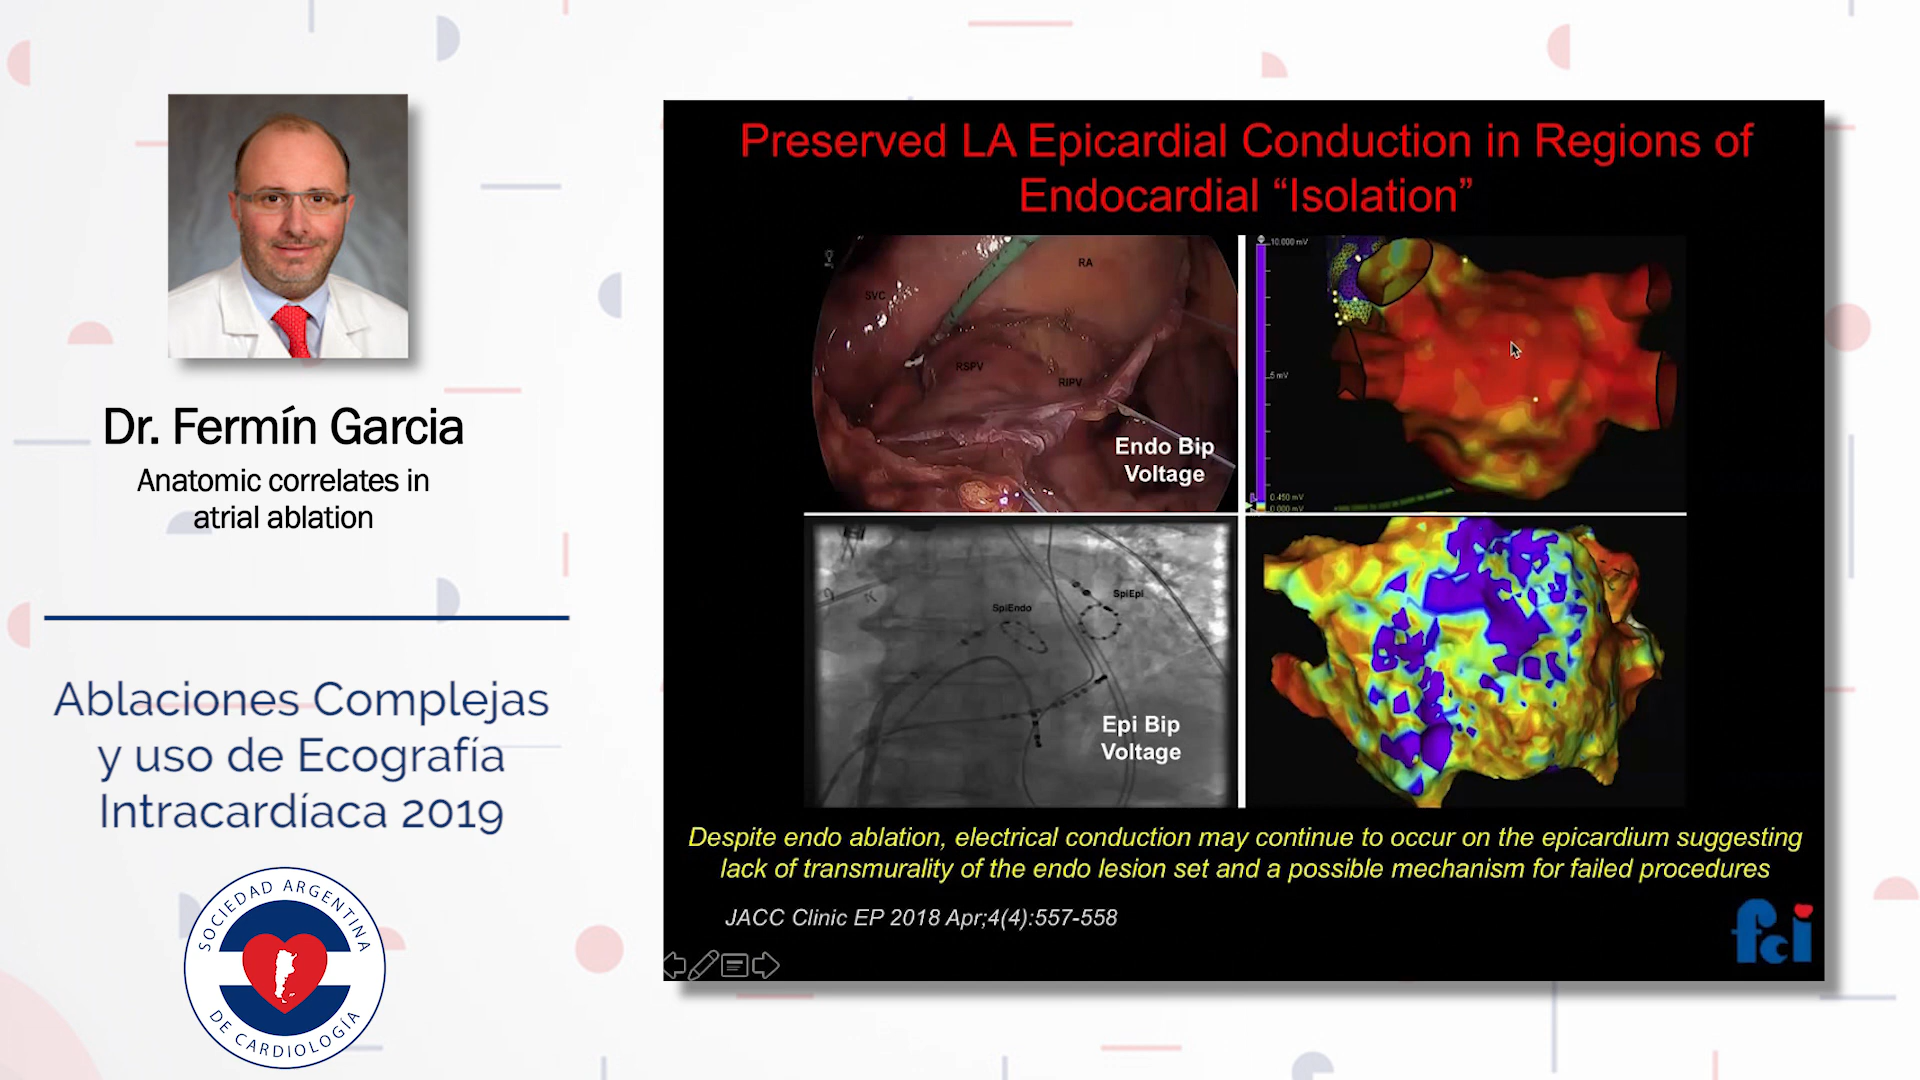 Dr. Fermín Garcia
Anatomic correlates in
atrial ablation
Ablaciones Complejas
y uso de Ecografía
Intracardíaca 2019
SOCIEDAD ARGENTINA
DE CARDIOLOGÍA
Preserved LA Epicardial Conduction in Regions of
Endocardial “Isolation”
SVC
RA
RSPV
RIPV
Endo Bip
Voltage
10.000 mV
5 mV
0.450 mV
0.000 mV
SpiEndo
SpiEpi
Epi Bip
Voltage
Despite endo ablation, electrical conduction may continue to occur on the epicardium suggesting
lack of transmurality of the endo lesion set and a possible mechanism for failed procedures
JACC Clinic EP 2018 Apr;4(4):557-558
fci